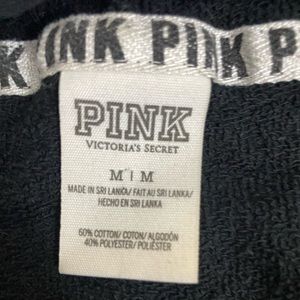 K PINK PINK P
PINK
VICTORIA'S SECRET
M | M
MADE IN SRI LANKA/ FAIT AU SRI LANKA/
HECHO EN SRI LANKA
60% COTTON/ COTON/ ALGODÓN
40% POLYESTER/ POLIÉSTER